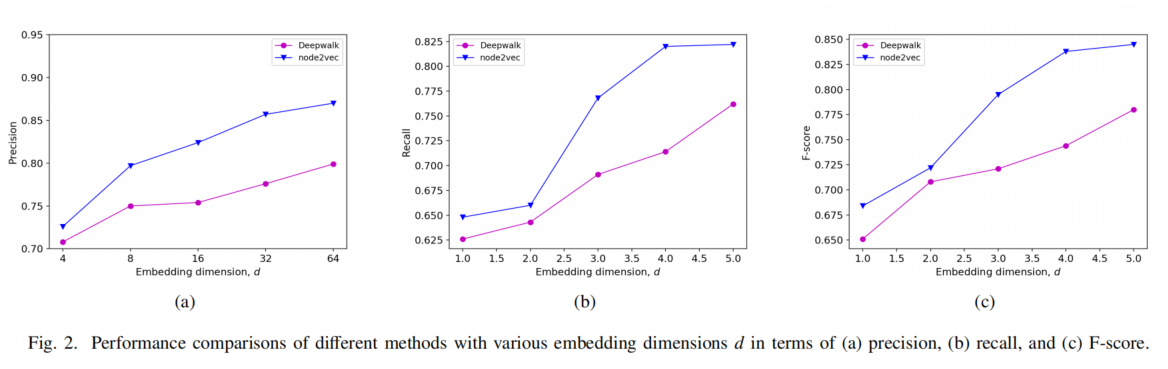 0.95
0.90
0.85
0.80
0.75
0.70
Precision
4 8 16 32 64
Embedding dimension, d
Deepwalk
node2vec
(a)
0.825
0.800
0.775
0.750
0.725
0.700
0.675
0.650
0.625
Recall
1.0 1.5 2.0 2.5 3.0 3.5 4.0 4.5 5.0
Embedding dimension, d
Deepwalk
node2vec
(b)
0.850
0.825
0.800
0.775
0.750
0.725
0.700
0.675
0.650
F-score
1.0 1.5 2.0 2.5 3.0 3.5 4.0 4.5 5.0
Embedding dimension, d
Deepwalk
node2vec
(c)
Fig. 2. Performance comparisons of different methods with various embedding dimensions d in terms of (a) precision, (b) recall, and (c) F-score.